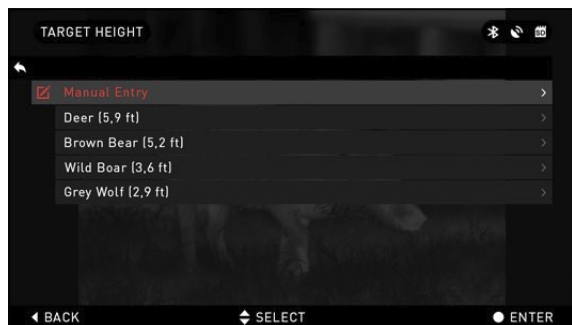 TARGET HEIGHT
SD
Manual Entry
Deer (5,9 ft)
Brown Bear (5,2 ft)
Wild Boar (3,6 ft)
Grey Wolf (2,9 ft)
BACK SELECT ENTER